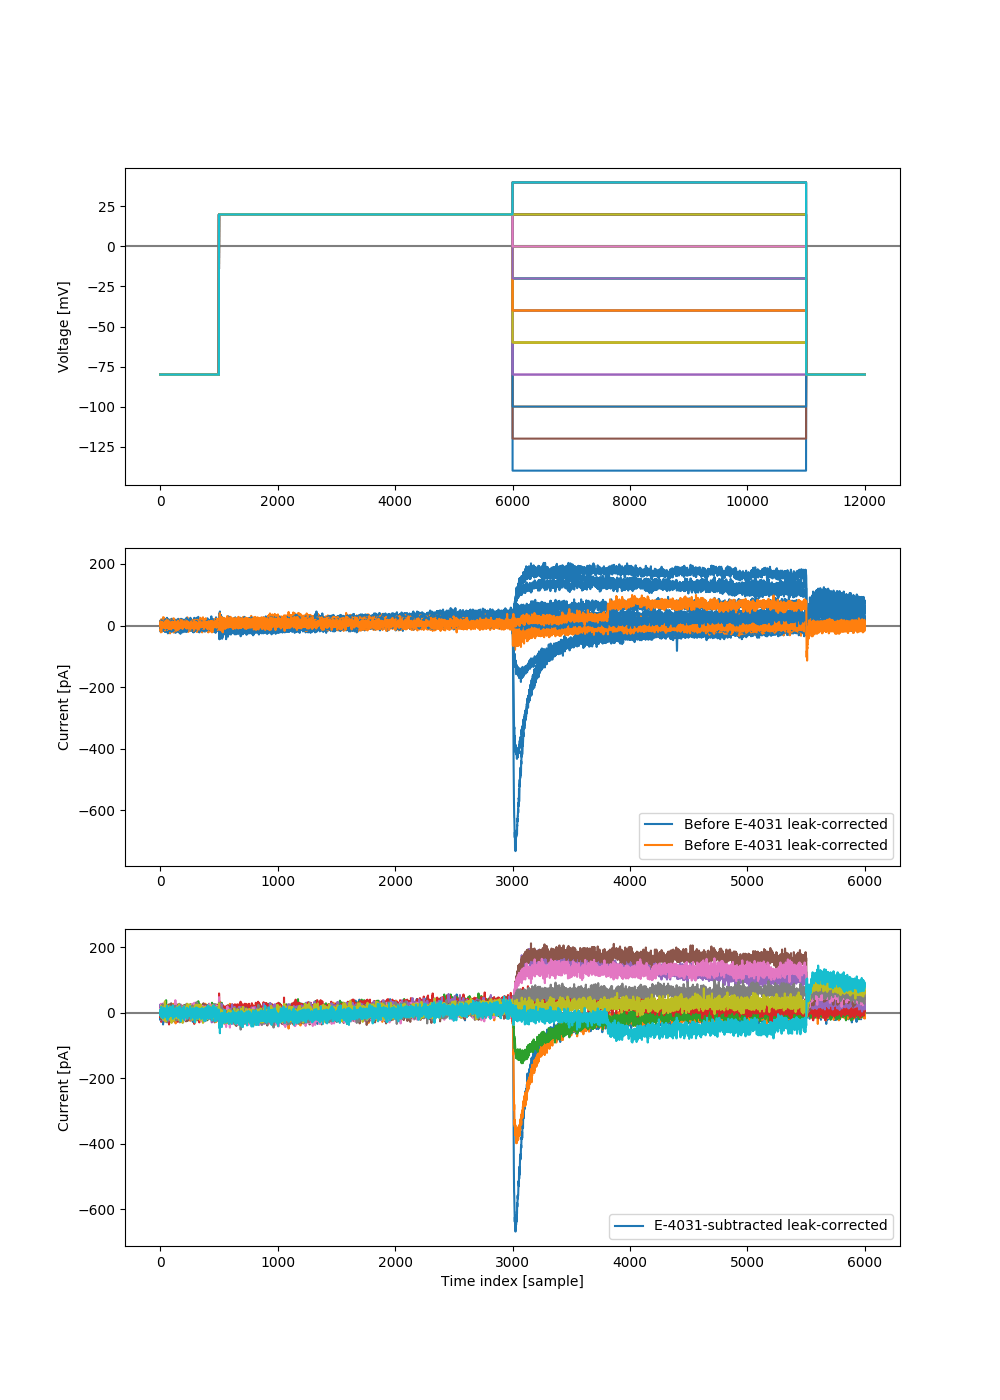 25
0
−25
−50
−75
−100
−125
Voltage [mV]
0 2000 4000 6000 8000 10000 12000
200
0
−200
−400
−600
Current [pA]
Before E-4031 leak-corrected
Before E-4031 leak-corrected
0 1000 2000 3000 4000 5000 6000
200
0
−200
−400
−600
Current [pA]
E-4031-subtracted leak-corrected
0 1000 2000 3000 4000 5000 6000
Time index [sample]